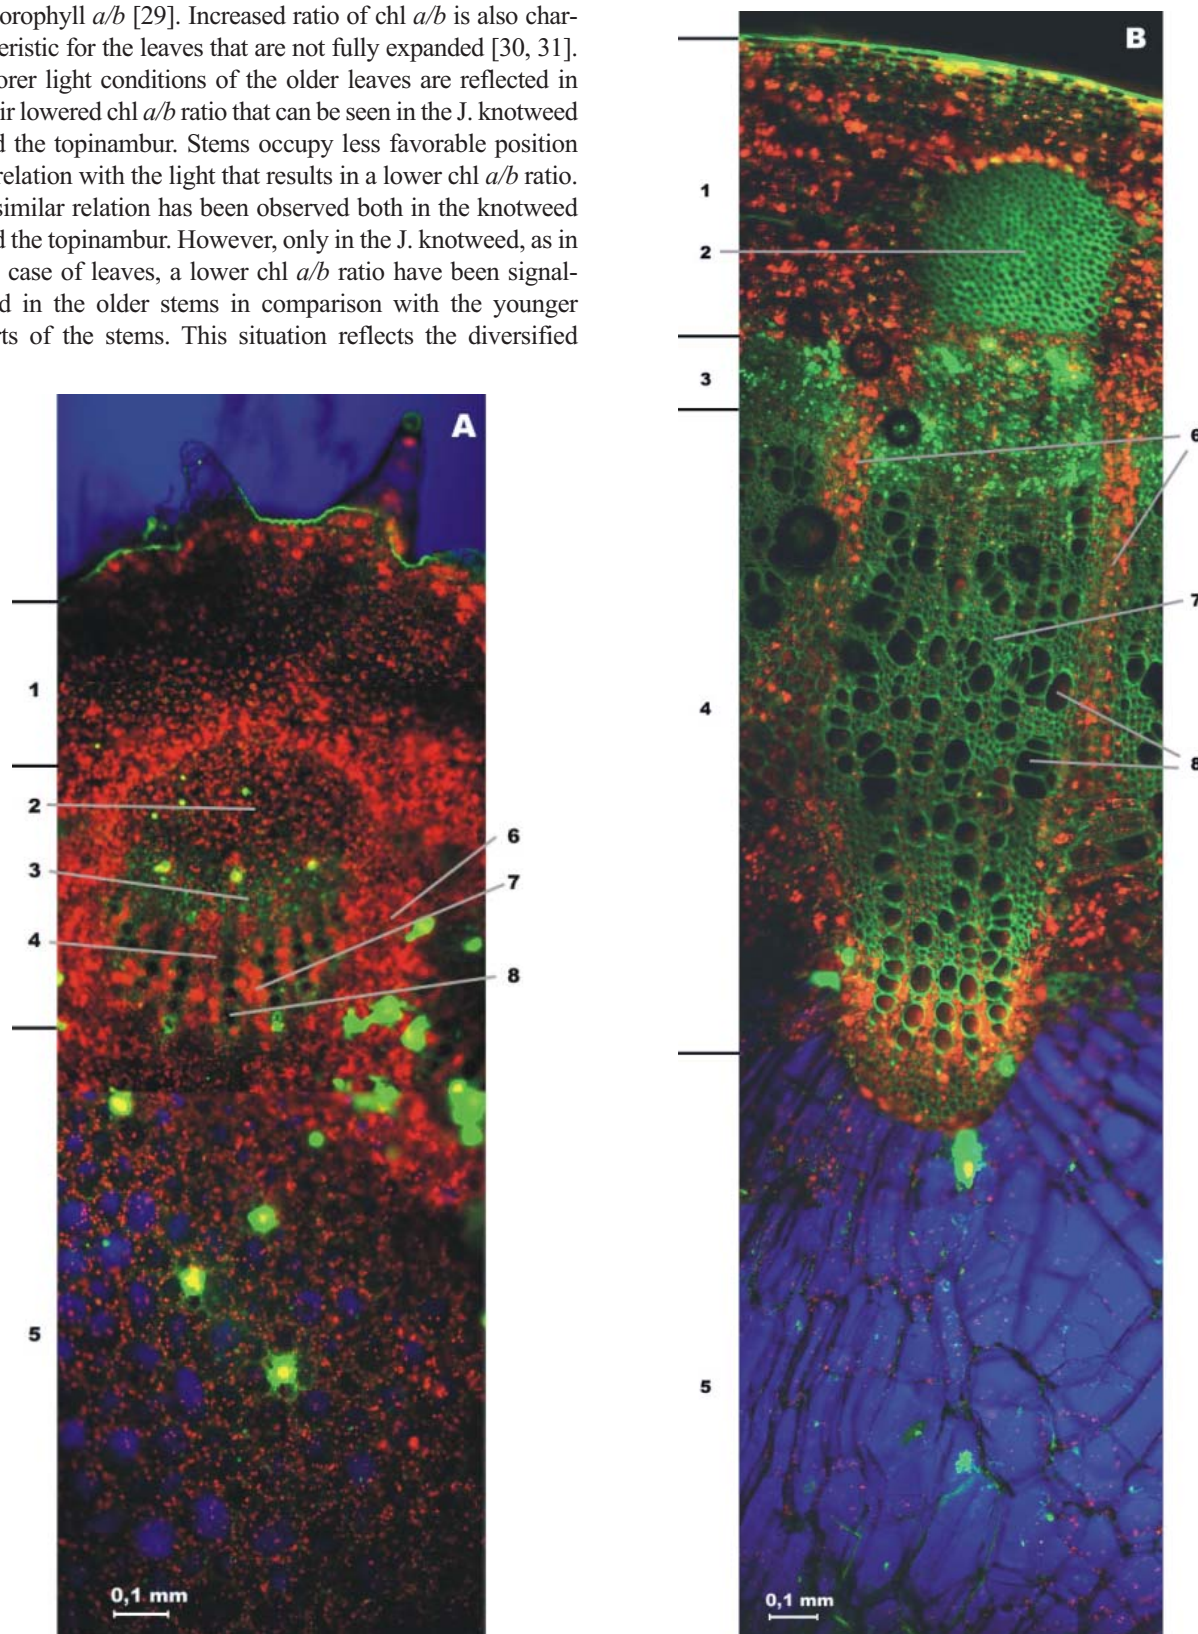 orophyll a/b [29]. Increased ratio of chl a/b is also char-
eristic for the leaves that are not fully expanded [30, 31].
orer light conditions of the older leaves are reflected in
ir lowered chl a/b ratio that can be seen in the J. knotweed
d the topinambur. Stems occupy less favorable position
relation with the light that results in a lower chl a/b ratio.
similar relation has been observed both in the knotweed
d the topinambur. However, only in the J. knotweed, as in
case of leaves, a lower chl a/b ratio have been signal-
d in the older stems in comparison with the younger
rts of the stems. This situation reflects the diversified
A
1
2
3
4
5
6
7
8
0,1 mm
B
1
2
3
4
5
6
7
8
0,1 mm